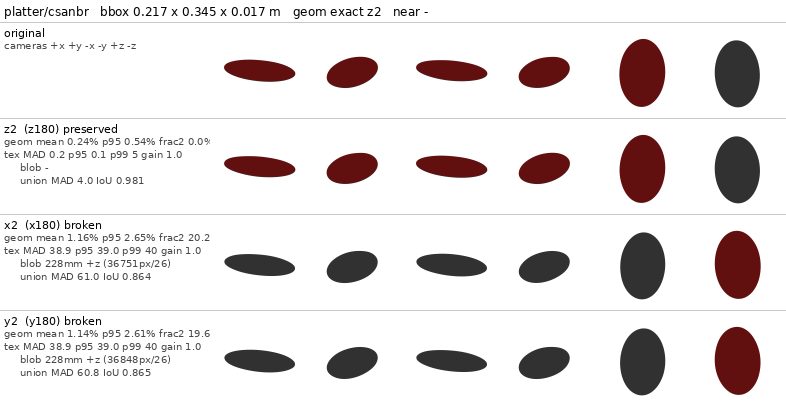 platter/csanbr   bbox 0.217 x 0.345 x 0.017 m   geom exact z2   near -
original
cameras +x +y -x -y +z -z
z2  (z180) preserved
geom mean 0.24% p95 0.54% frac2 0.0%
tex MAD 0.2 p95 0.1 p99 5 gain 1.0
blob -
union MAD 4.0 IoU 0.981
x2  (x180) broken
geom mean 1.16% p95 2.65% frac2 20.2
tex MAD 38.9 p95 39.0 p99 40 gain 1.0
blob 228mm +z (36751px/26)
union MAD 61.0 IoU 0.864
y2  (y180) broken
geom mean 1.14% p95 2.61% frac2 19.6
tex MAD 38.9 p95 39.0 p99 40 gain 1.0
blob 228mm +z (36848px/26)
union MAD 60.8 IoU 0.865